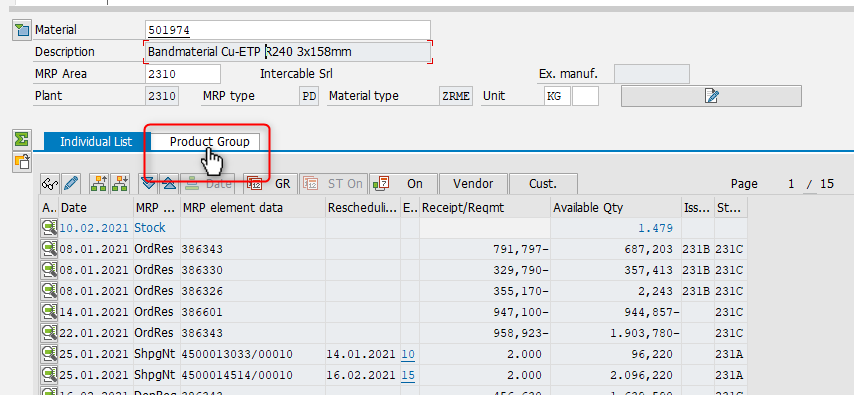 Material 501974
Description Bandmaterial Cu-ETP R240 3x158mm
MRP Area 2310 Intercable Srl Ex. manuf.
Plant 2310 MRP type PD Material type ZRME Unit KG
Individual List Product Group
Date GR ST On On Vendor Cust. Page 1 / 15
A.. Date MRP ... MRP element data Rescheduli... E.. Receipt/Reqmt Available Qty Iss... St...
10.02.2021 Stock 1.479
08.01.2021 OrdRes 386343 791,797- 687,203 231B 231C
08.01.2021 OrdRes 386330 329,790- 357,413 231B 231C
08.01.2021 OrdRes 386326 355,170- 2,243 231B 231C
14.01.2021 OrdRes 386601 947,100- 944,857- 231C
22.01.2021 OrdRes 386343 958,923- 1.903,780- 231C
25.01.2021 ShpgNt 4500013033/00010 14.01.2021 10 2.000 96,220 231A
25.01.2021 ShpgNt 4500014514/00010 16.02.2021 15 2.000 2.096,220 231A